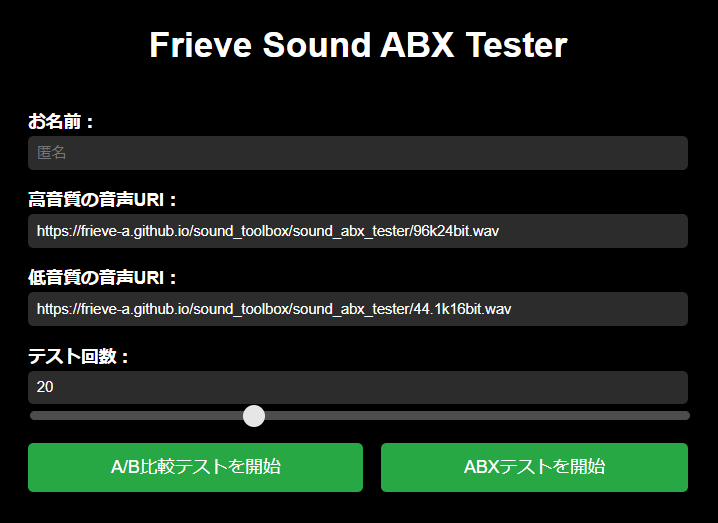 Frieve Sound ABX Tester
お名前：
匿名
高音質の音声URI：
https://frieve-a.github.io/sound_toolbox/sound_abx_tester/96k24bit.wav
低音質の音声URI：
https://frieve-a.github.io/sound_toolbox/sound_abx_tester/44.1k16bit.wav
テスト回数：
20
A/B比較テストを開始
ABXテストを開始